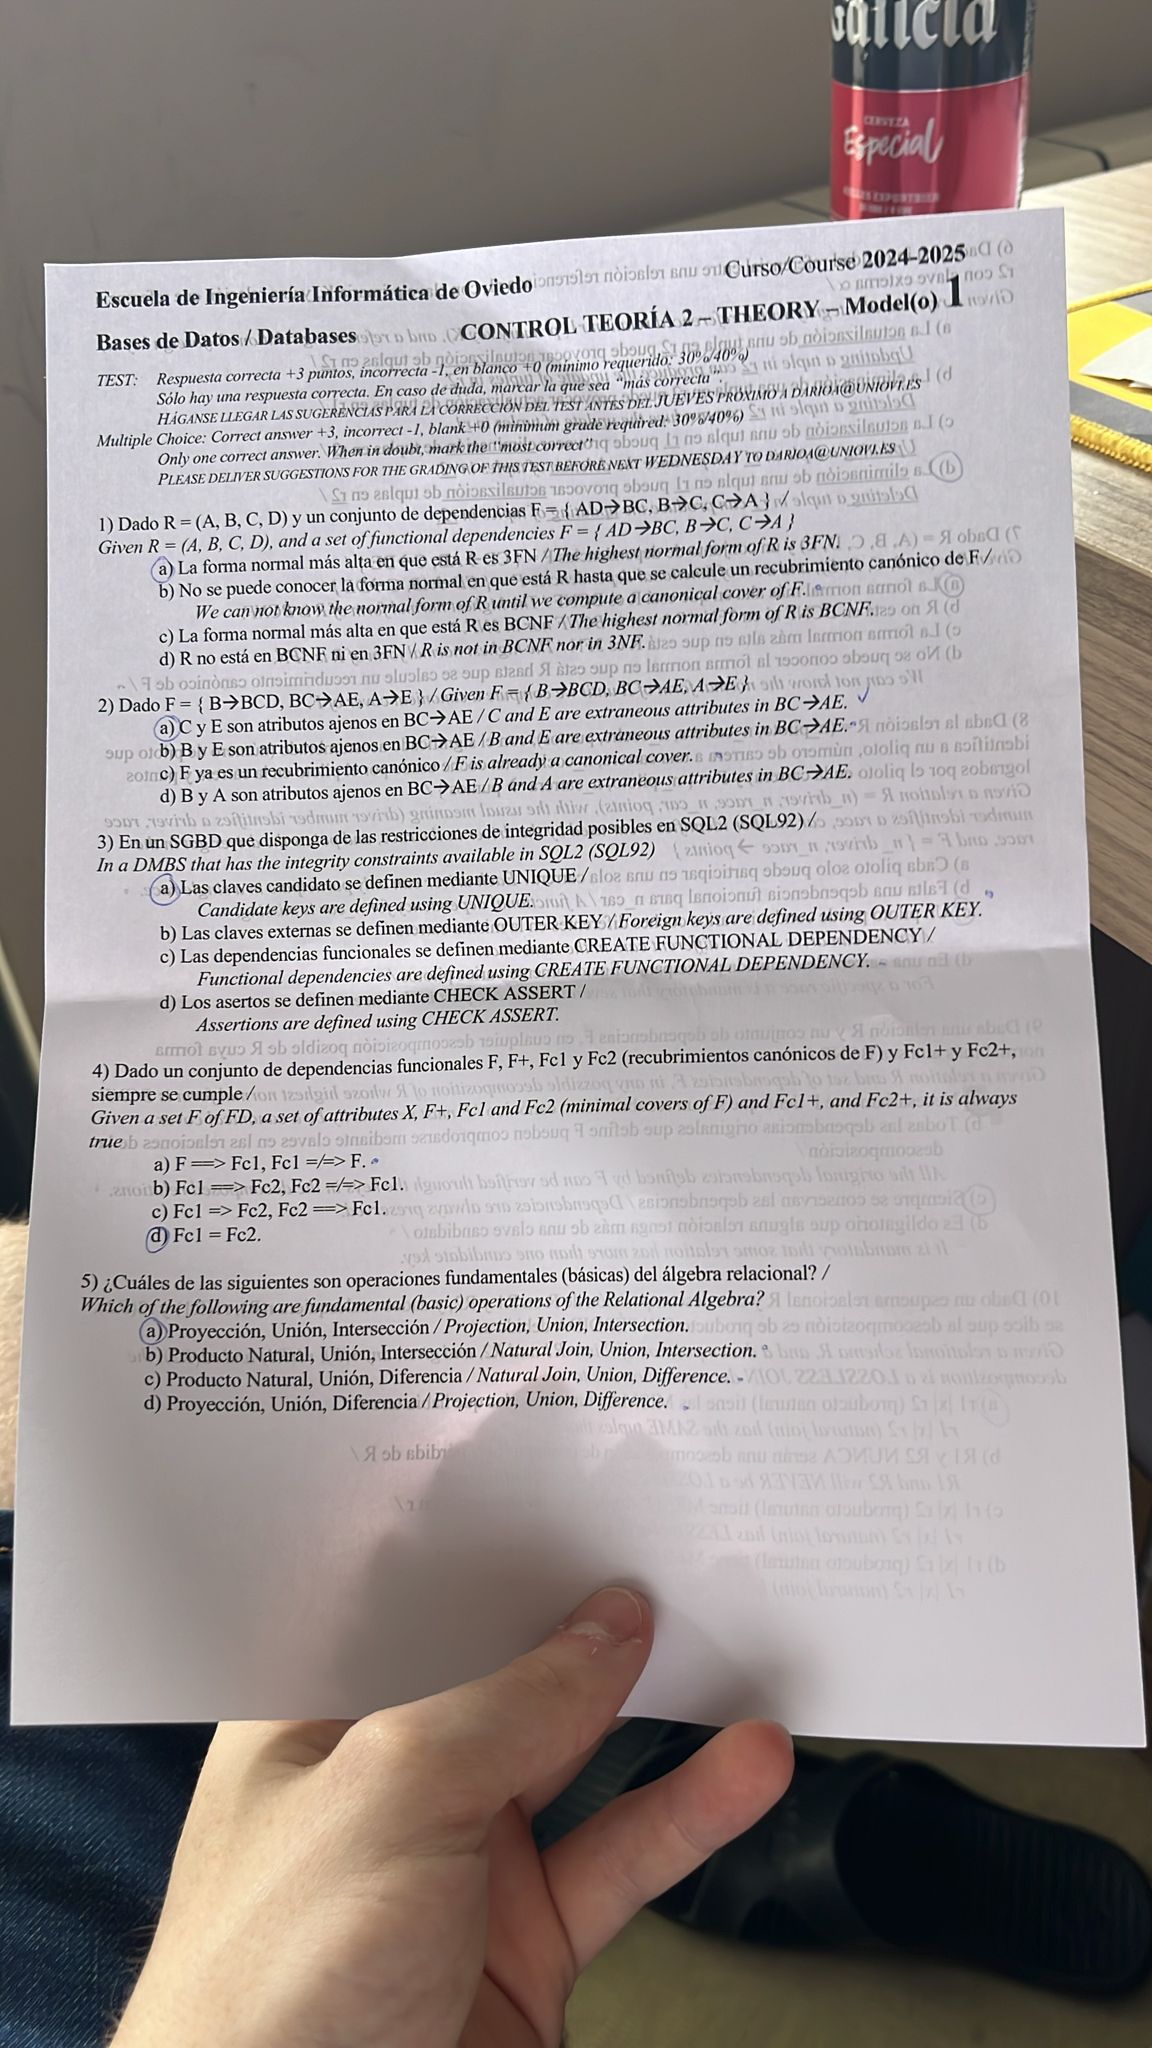 Galicia
CERVEZA
Especial
Escuela de Ingeniería Informática de Oviedo Curso/Course 2024-2025
Bases de Datos / Databases CONTROL TEORÍA 2 – THEORY – Model(o) 1
TEST: Respuesta correcta +3 puntos, incorrecta -1, en blanco +0 (mínimo requerido: 30%/40%)
Sólo hay una respuesta correcta. En caso de duda, marcar la que sea "más correcta".
HÁGANSE LLEGAR LAS SUGERENCIAS PARA LA CORRECCIÓN DEL TEST ANTES DEL JUEVES PRÓXIMO A DARIOA@UNIOVI.ES
Multiple Choice: Correct answer +3, incorrect -1, blank +0 (minimum grade required: 30%/40%)
Only one correct answer. When in doubt, mark the "most correct".
PLEASE DELIVER SUGGESTIONS FOR THE GRADING OF THIS TEST BEFORE NEXT WEDNESDAY TO DARIOA@UNIOVI.ES
1) Dado R = (A, B, C, D) y un conjunto de dependencias F = { AD→BC, B→C, C→A } /
Given R = (A, B, C, D), and a set of functional dependencies F = { AD→BC, B→C, C→A }
a) La forma normal más alta en que está R es 3FN / The highest normal form of R is 3FN.
b) No se puede conocer la forma normal en que está R hasta que se calcule un recubrimiento canónico de F /
We can not know the normal form of R until we compute a canonical cover of F.
c) La forma normal más alta en que está R es BCNF / The highest normal form of R is BCNF.
d) R no está en BCNF ni en 3FN / R is not in BCNF nor in 3NF.
2) Dado F = { B→BCD, BC→AE, A→E } / Given F = { B→BCD, BC→AE, A→E }
a) C y E son atributos ajenos en BC→AE / C and E are extraneous attributes in BC→AE.
b) B y E son atributos ajenos en BC→AE / B and E are extraneous attributes in BC→AE.
c) F ya es un recubrimiento canónico / F is already a canonical cover.
d) B y A son atributos ajenos en BC→AE / B and A are extraneous attributes in BC→AE.
3) En un SGBD que disponga de las restricciones de integridad posibles en SQL2 (SQL92) /
In a DMBS that has the integrity constraints available in SQL2 (SQL92)
a) Las claves candidato se definen mediante UNIQUE /
Candidate keys are defined using UNIQUE.
b) Las claves externas se definen mediante OUTER KEY / Foreign keys are defined using OUTER KEY.
c) Las dependencias funcionales se definen mediante CREATE FUNCTIONAL DEPENDENCY /
Functional dependencies are defined using CREATE FUNCTIONAL DEPENDENCY.
d) Los asertos se definen mediante CHECK ASSERT /
Assertions are defined using CHECK ASSERT.
4) Dado un conjunto de dependencias funcionales F, F+, Fc1 y Fc2 (recubrimientos canónicos de F) y Fc1+ y Fc2+,
siempre se cumple /
Given a set F of FD, a set of attributes X, F+, Fc1 and Fc2 (minimal covers of F) and Fc1+, and Fc2+, it is always
true
a) F ==> Fc1, Fc1 =/=> F.
b) Fc1 ==> Fc2, Fc2 =/=> Fc1.
c) Fc1 => Fc2, Fc2 ==> Fc1.
d) Fc1 = Fc2.
5) ¿Cuáles de las siguientes son operaciones fundamentales (básicas) del álgebra relacional? /
Which of the following are fundamental (basic) operations of the Relational Algebra?
a) Proyección, Unión, Intersección / Projection, Union, Intersection.
b) Producto Natural, Unión, Intersección / Natural Join, Union, Intersection.
c) Producto Natural, Unión, Diferencia / Natural Join, Union, Difference.
d) Proyección, Unión, Diferencia / Projection, Union, Difference.